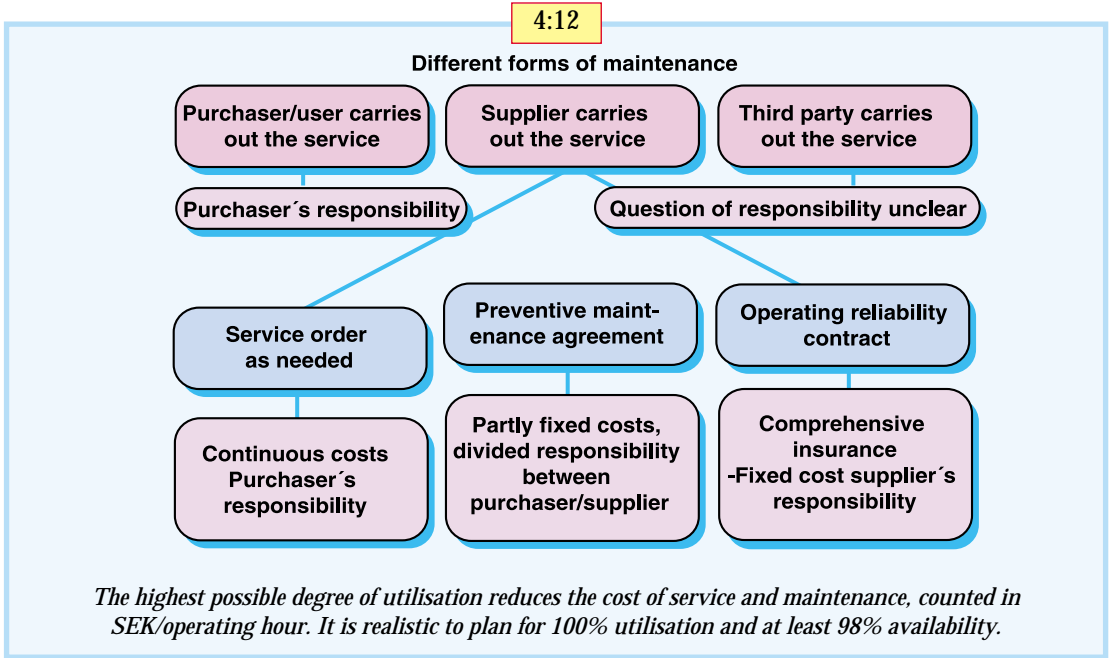 4:12
Different forms of maintenance
Purchaser/user carries
out the service
Supplier carries
out the service
Third party carries
out the service
Purchaser´s responsibility
Question of responsibility unclear
Service order
as needed
Preventive maint-
enance agreement
Operating reliability
contract
Continuous costs
Purchaser´s
responsibility
Partly fixed costs,
divided responsibility
between
purchaser/supplier
Comprehensive
insurance
-Fixed cost supplier´s
responsibility
The highest possible degree of utilisation reduces the cost of service and maintenance, counted in
SEK/operating hour. It is realistic to plan for 100% utilisation and at least 98% availability.